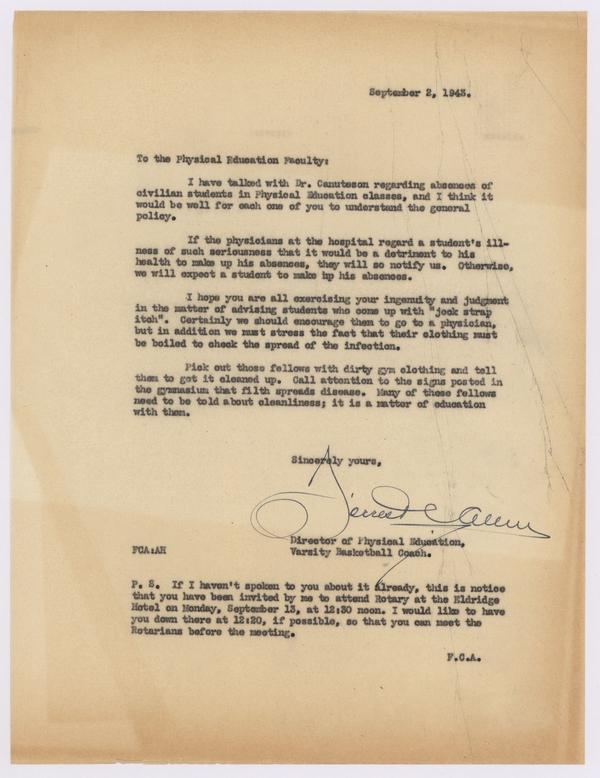 September 2, 1943.
To the Physical Education Faculty:
I have talked with Dr. Canuteson regarding absences of
civilian students in Physical Education classes, and I think it
would be well for each one of you to understand the general
policy.
If the physicians at the hospital regard a student's ill-
ness of such seriousness that it would be a detriment to his
health to make up his absences, they will so notify us. Otherwise,
we will expect a student to make up his absences.
I hope you are all exercising your ingenuity and judgment
in the matter of advising students who come up with "jock strap
itch". Certainly we should encourage them to go to a physician,
but in addition we must stress the fact that their clothing must
be boiled to check the spread of the infection.
Pick out those fellows with dirty gym clothing and tell
them to get it cleaned up. Call attention to the signs posted in
the gymnasium that filth spreads disease. Many of these fellows
need to be told about cleanliness; it is a matter of education
with them.
Sincerely yours,
Forrest C. Allen
Director of Physical Education,
FCA:AH Varsity Basketball Coach.
P. S. If I haven't spoken to you about it already, this is notice
that you have been invited by me to attend Rotary at the Eldridge
Hotel on Monday, September 13, at 12:30 noon. I would like to have
you down there at 12:20, if possible, so that you can meet the
Rotarians before the meeting.
F.C.A.